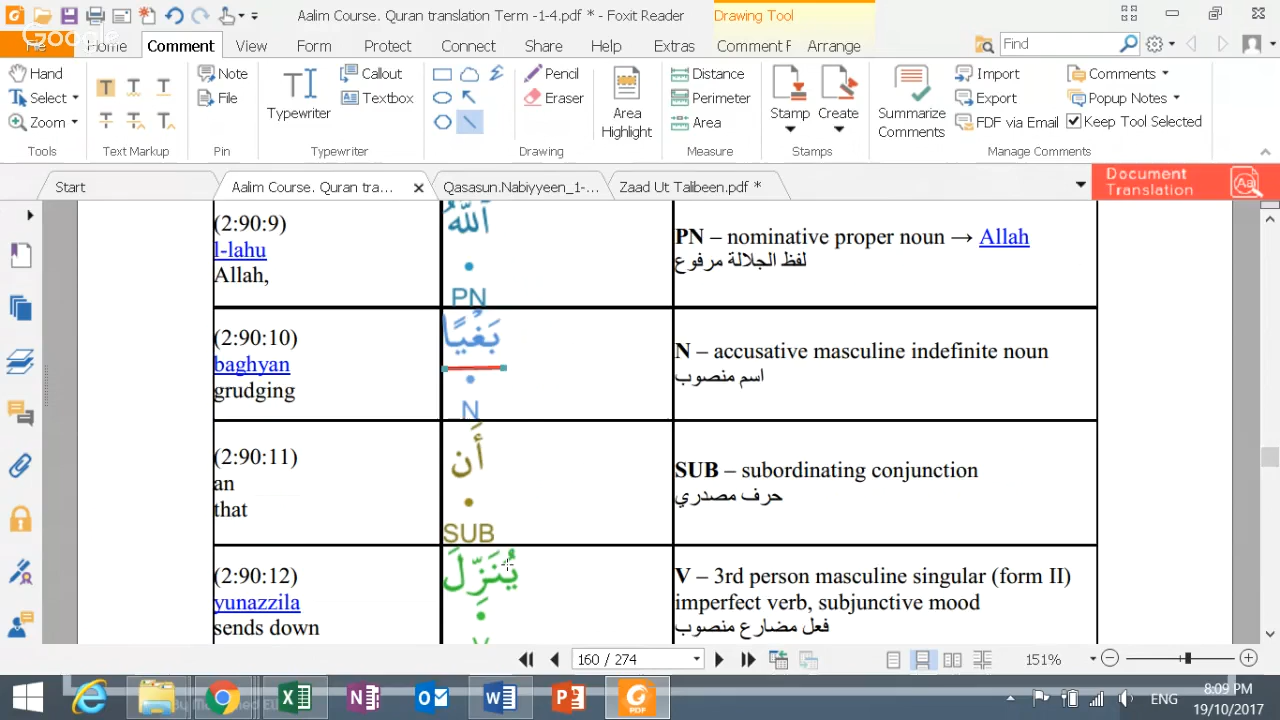 Aalim Course. Quran translation Term -1-4.pdf * - Foxit Reader
Drawing Tool
Google
File Home Comment View Form Protect Connect Share Help Extras Comment F Arrange Find
Hand
Select
Zoom
Tools
T T T
Text Markup
Note
File
Pin
Typewriter
Typewriter
Callout
Textbox
Pencil
Eraser
Drawing
Area Highlight
Distance
Perimeter
Area
Measure
Stamp Create
Stamps
Summarize Comments
Import
Export
FDF via Email
Comments
Popup Notes
Keep Tool Selected
Manage Comments
Start
Aalim Course. Quran tra...
Qasasun.Nabiyyeen_1-...
Zaad Ut Talibeen.pdf *
Document Translation
(2:90:9)
l-lahu
Allah,
ٱللَّهُ
PN
PN – nominative proper noun → Allah
لفظ الجلالة مرفوع
(2:90:10)
baghyan
grudging
بَغْيًا
N
N – accusative masculine indefinite noun
اسم منصوب
(2:90:11)
an
that
أَن
SUB
SUB – subordinating conjunction
حرف مصدري
(2:90:12)
yunazzila
sends down
يُنَزِّلَ
V
V – 3rd person masculine singular (form II)
imperfect verb, subjunctive mood
فعل مضارع منصوب
160 / 274
151%
ENG
8:09 PM
19/10/2017